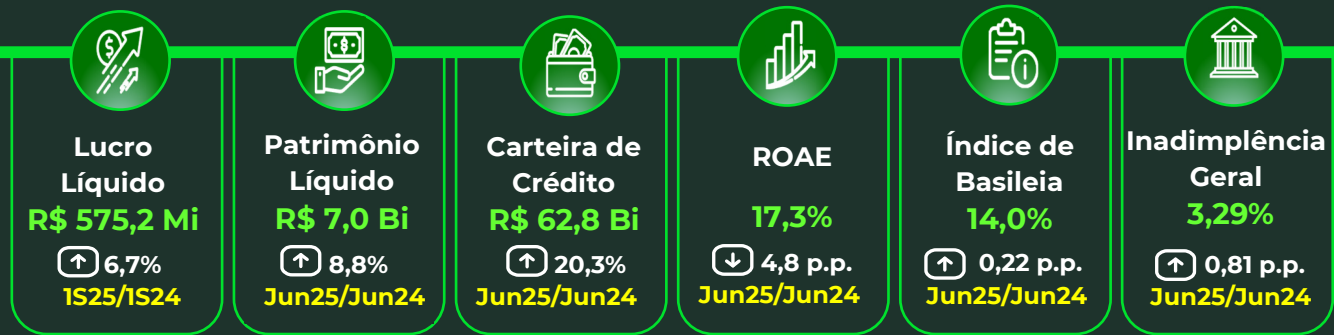 Lucro
Líquido
R$ 575,2 Mi
6,7%
1S25/1S24
Patrimônio
Líquido
R$ 7,0 Bi
8,8%
Jun25/Jun24
Carteira de
Crédito
R$ 62,8 Bi
20,3%
Jun25/Jun24
ROAE
17,3%
4,8 p.p.
Jun25/Jun24
Índice de
Basileia
14,0%
0,22 p.p.
Jun25/Jun24
Inadimplência
Geral
3,29%
0,81 p.p.
Jun25/Jun24